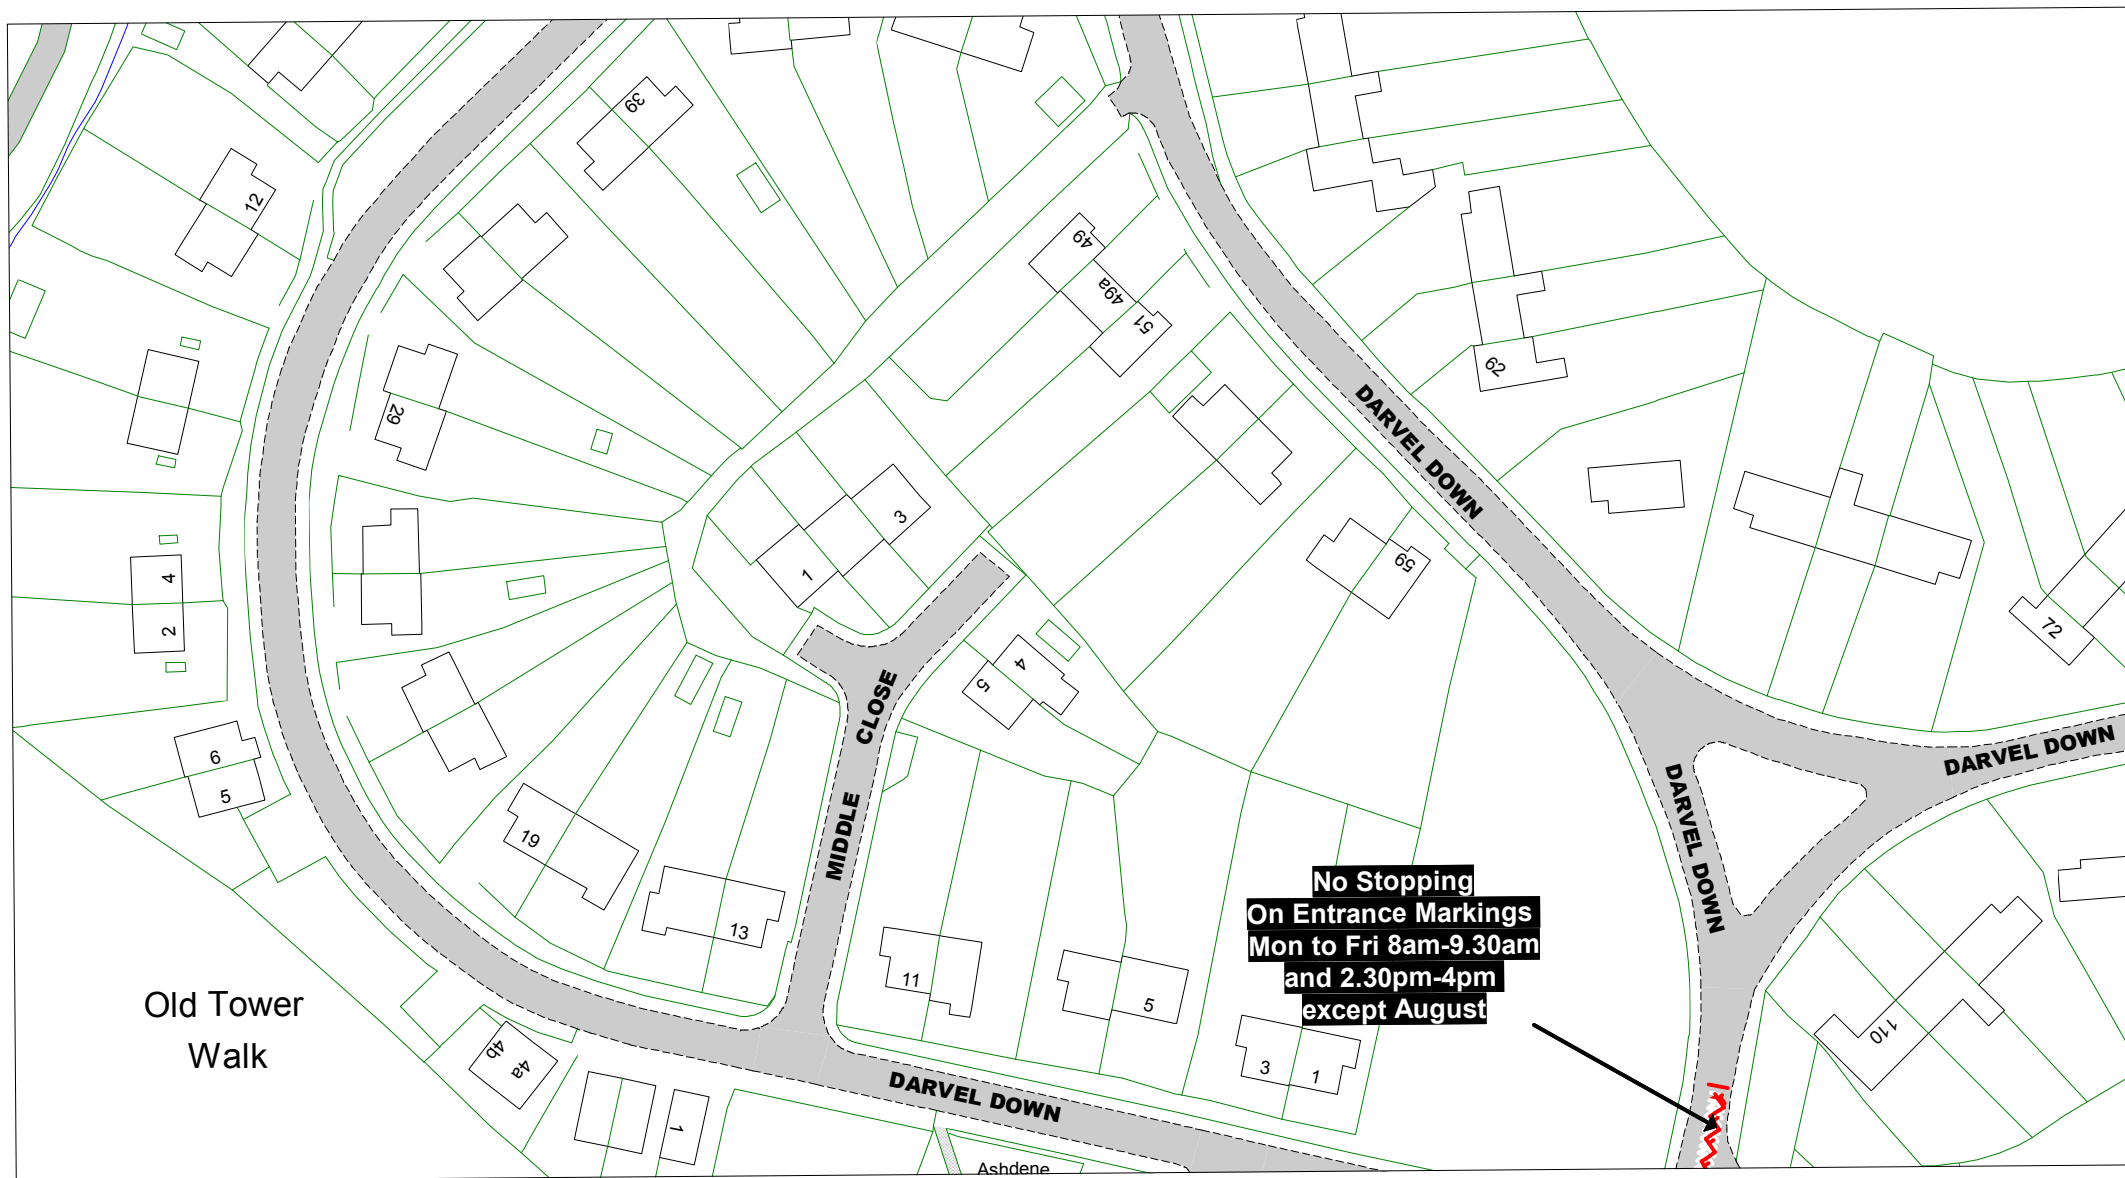 39
12
49
49a
51
62
29
DARVEL DOWN
3
1
59
4
2
72
4
5
MIDDLE CLOSE
6
5
DARVEL DOWN
DARVEL DOWN
19
13
No Stopping
On Entrance Markings
Mon to Fri 8am-9.30am
and 2.30pm-4pm
except August
11
5
Old Tower
Walk
110
4b
4a
3
1
DARVEL DOWN
1
Ashdene